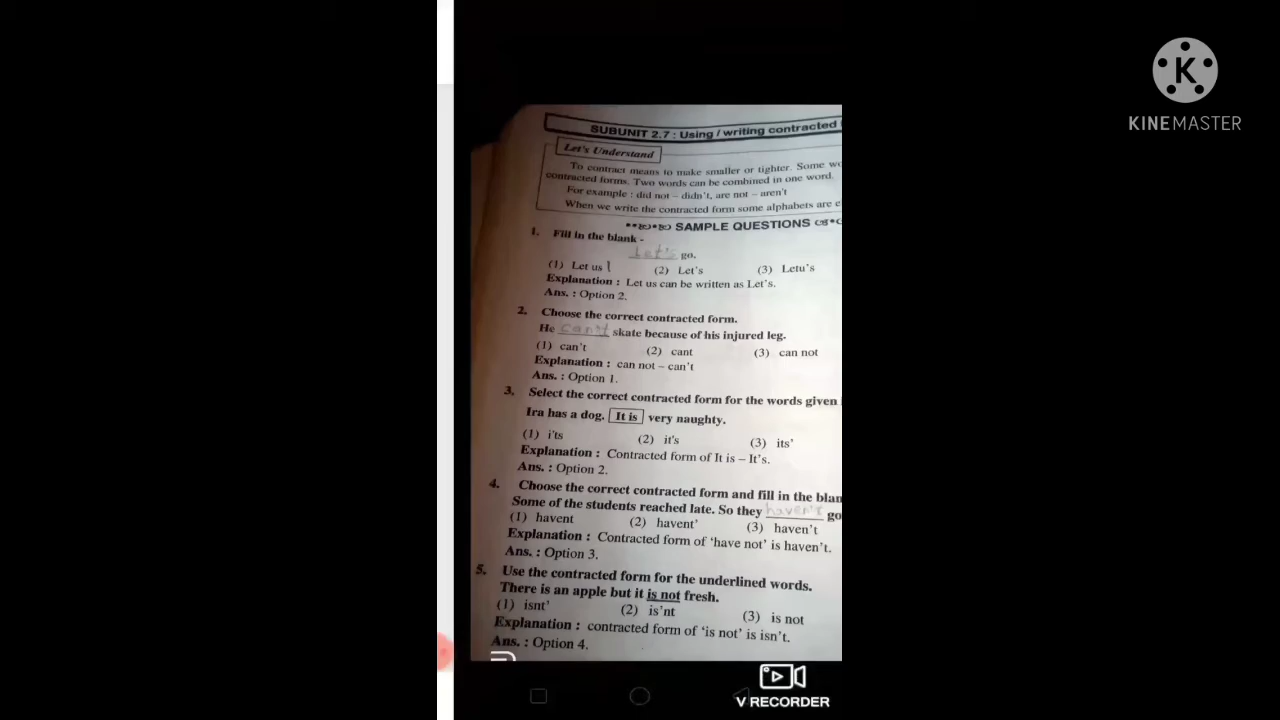 KINEMASTER
SUBUNIT 2.7 : Using / writing contracted
Let's Understand
To contract means to make smaller or tighter. Some
contracted forms. Two words can be combined in one word.
For example : did not – didn't, are not – aren't
When we write the contracted form some alphabets are
SAMPLE QUESTIONS
1. Fill in the blank -
Let's go.
(1) Let us (2) Let's (3) Letu's
Explanation : Let us can be written as Let's.
Ans. : Option 2.
2. Choose the correct contracted form.
He can't skate because of his injured leg.
(1) can't (2) cant (3) can not
Explanation : can not – can't
Ans. : Option 1.
3. Select the correct contracted form for the words given
Ira has a dog. It is very naughty.
(1) i'ts (2) it's (3) its'
Explanation : Contracted form of It is – It's.
Ans. : Option 2.
4. Choose the correct contracted form and fill in the
Some of the students reached late. So they haven't go
(1) havent (2) havent' (3) haven't
Explanation : Contracted form of 'have not' is haven't.
Ans. : Option 3.
5. Use the contracted form for the underlined words.
There is an apple but it is not fresh.
(1) isnt' (2) is'nt (3) is not
Explanation : contracted form of 'is not' is isn't.
Ans. : Option 4.
V RECORDER